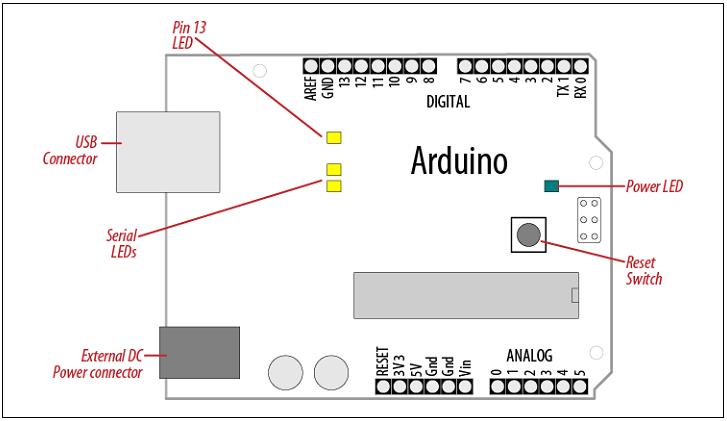 Pin 13
LED
AREF
GND
13
12
11
10
9
8
7
6
5
4
3
2
TX 1
RX 0
DIGITAL
USB
Connector
Arduino
Power LED
Serial
LEDs
Reset
Switch
External DC
Power connector
RESET
3V3
5V
Gnd
Gnd
Vin
ANALOG
0
1
2
3
4
5